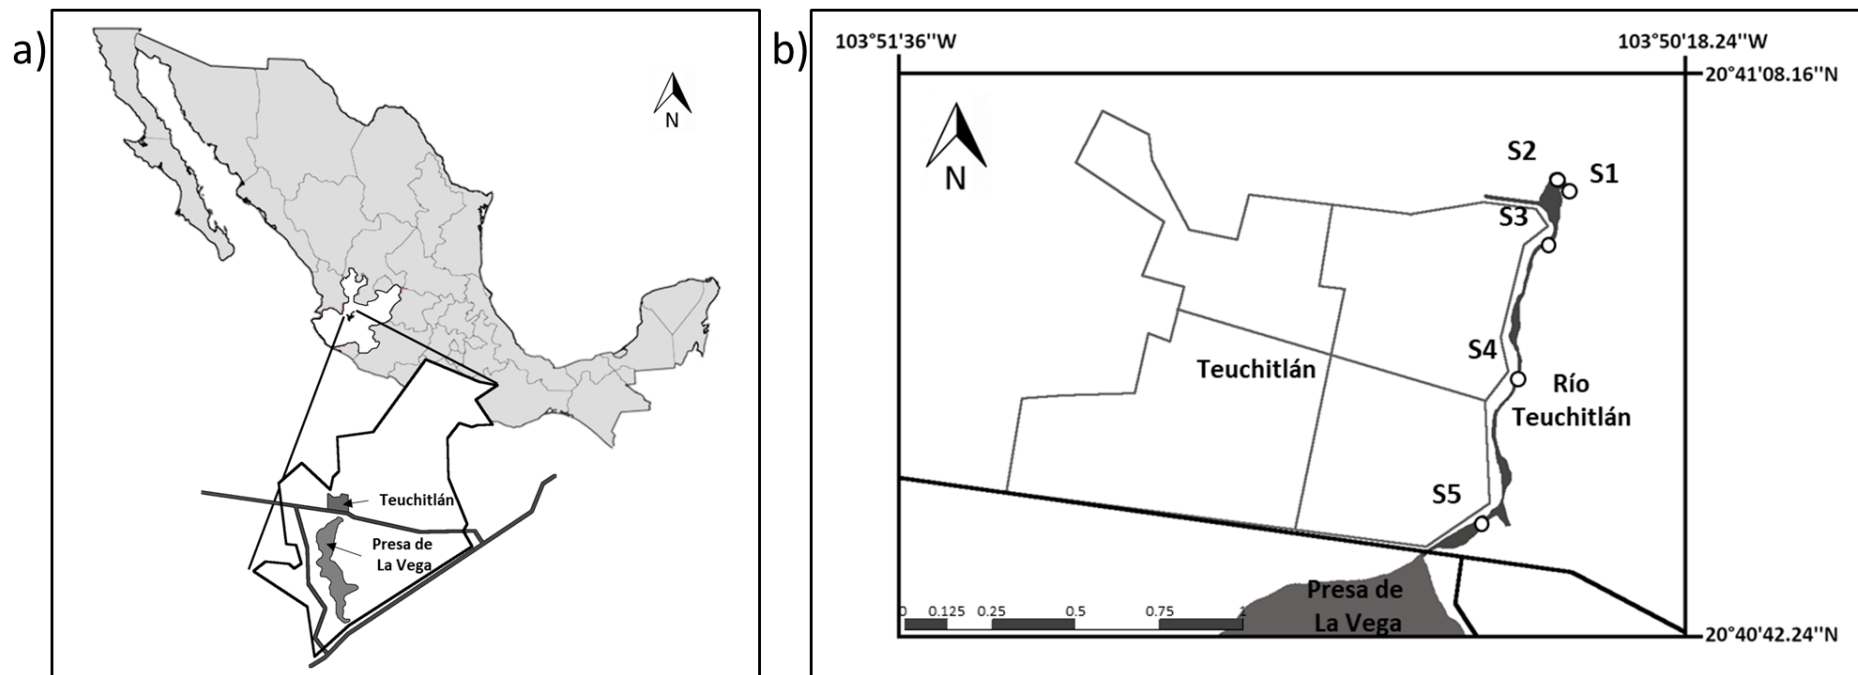 a)
N
Teuchitlán
Presa de
La Vega
b)
103°51'36''W
103°50'18.24''W
20°41'08.16''N
N
S2
S1
S3
S4
Teuchitlán
Río
Teuchitlán
S5
Presa de
La Vega
0 0.125 0.25 0.5 0.75 1
20°40'42.24''N